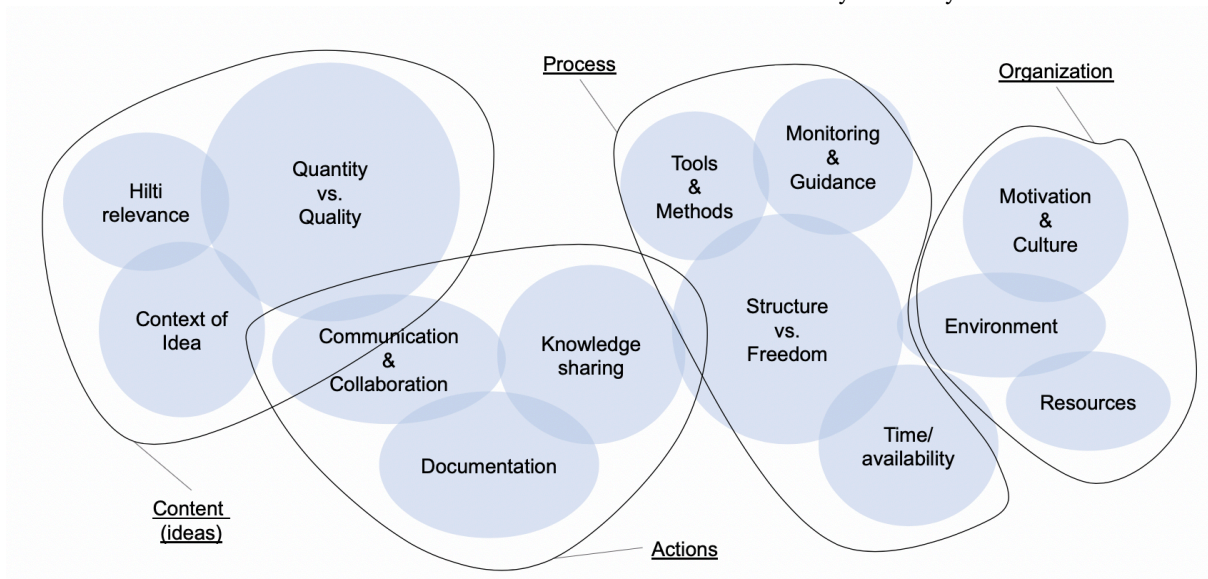 Process
Organization
Hilti
relevance
Quantity
vs.
Quality
Context of
Idea
Tools
&
Methods
Monitoring
&
Guidance
Motivation
&
Culture
Structure
vs.
Freedom
Environment
Resources
Communication
&
Collaboration
Knowledge
sharing
Documentation
Time/
availability
Content
(ideas)
Actions